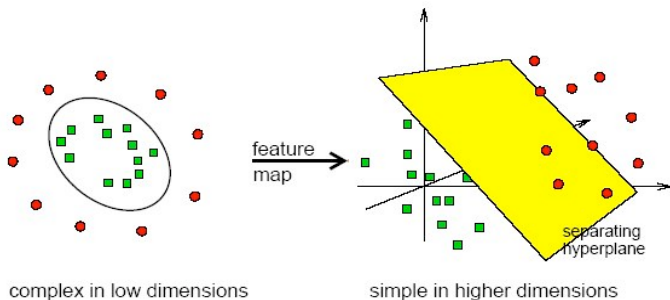 feature
map
separating
hyperplane
complex in low dimensions
simple in higher dimensions